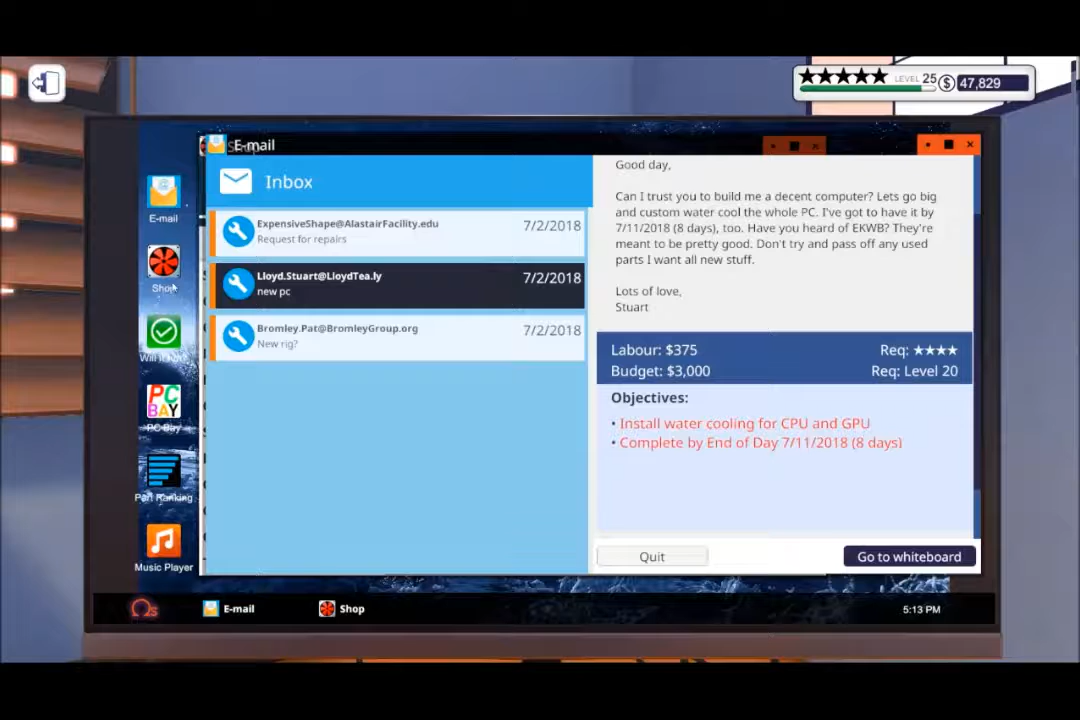 LEVEL 25 $ 47,829
E-mail
Inbox
ExpensiveShape@AlastairFacility.edu 7/2/2018
Request for repairs
Lloyd.Stuart@LloydTea.ly 7/2/2018
new pc
Bromley.Pat@BromleyGroup.org 7/2/2018
New rig?
Good day,
Can I trust you to build me a decent computer? Lets go big
and custom water cool the whole PC. I've got to have it by
7/11/2018 (8 days), too. Have you heard of EKWB? They're
meant to be pretty good. Don't try and pass off any used
parts I want all new stuff.
Lots of love,
Stuart
Labour: $375 Req: ★★★★
Budget: $3,000 Req: Level 20
Objectives:
• Install water cooling for CPU and GPU
• Complete by End of Day 7/11/2018 (8 days)
Quit Go to whiteboard
E-mail
Shop
PC
BAY
PC Bay
Part Ranking
Music Player
E-mail Shop 5:13 PM